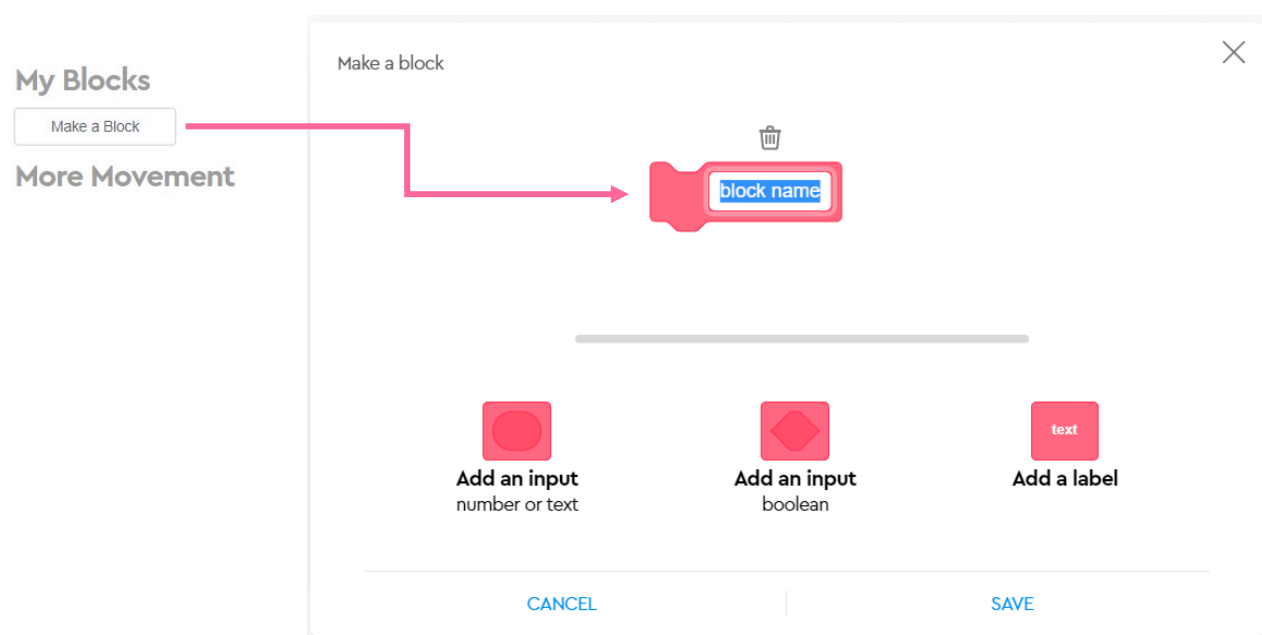 My Blocks
Make a Block
More Movement
Make a block
block name
text
Add an input
number or text
Add an input
boolean
Add a label
CANCEL
SAVE